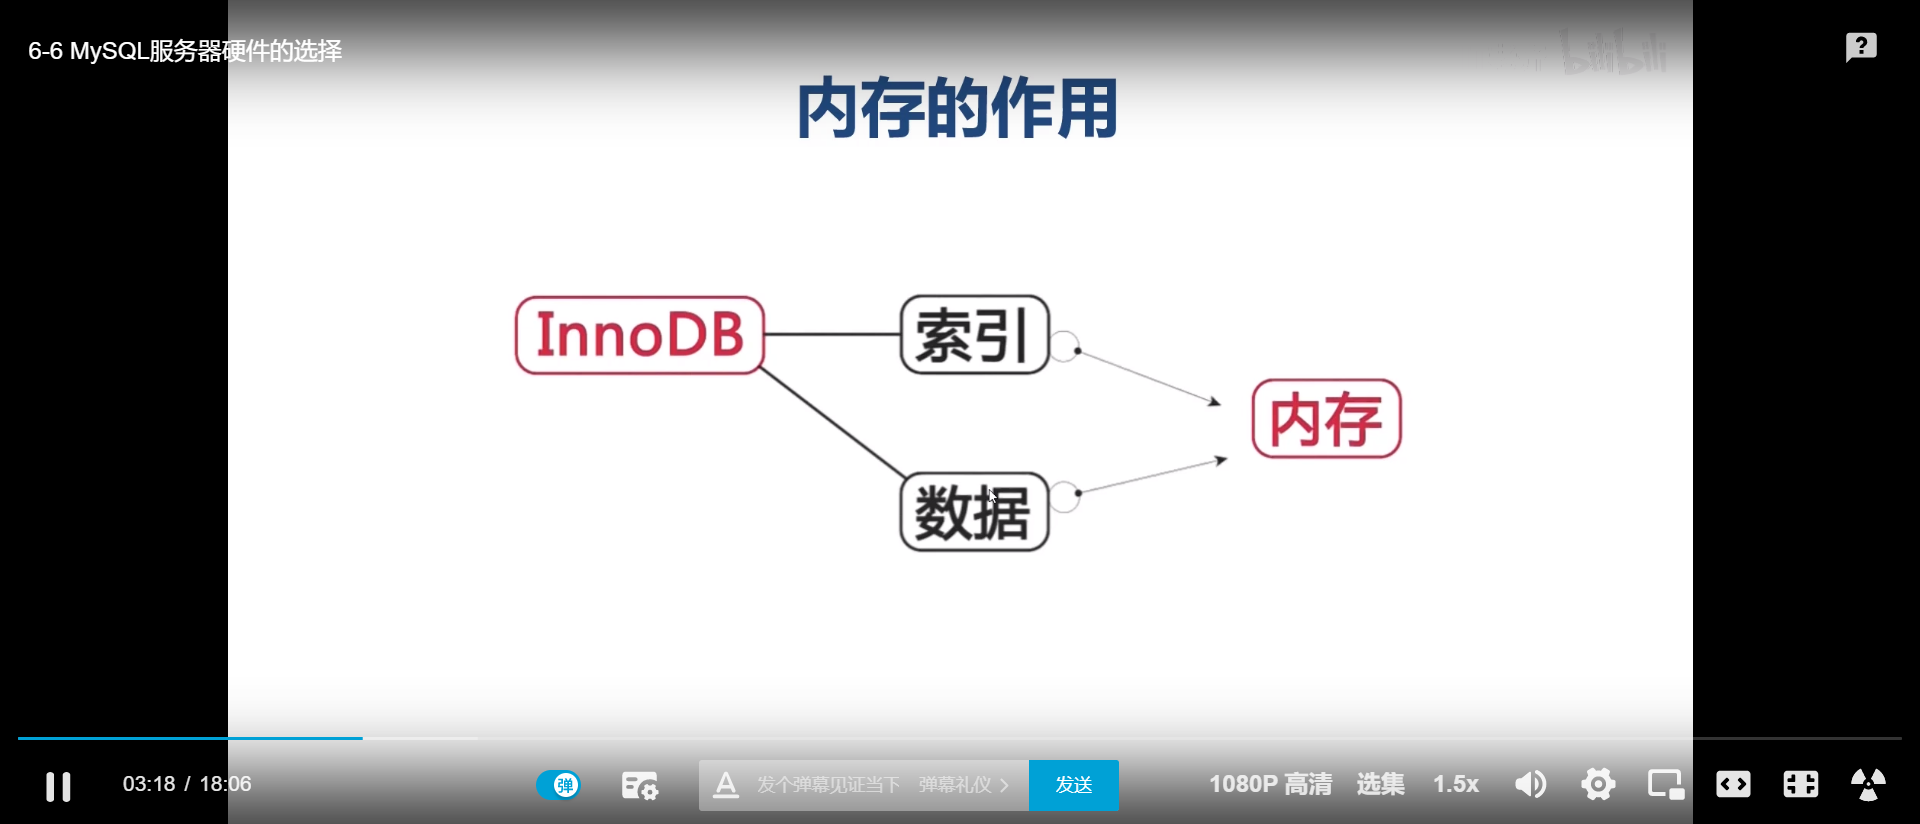 6-6 MySQL服务器硬件的选择
bilibili
内存的作用
InnoDB
索引
内存
数据
03:18 / 18:06
弹
发个弹幕见证当下
弹幕礼仪
发送
1080P 高清
选集
1.5x